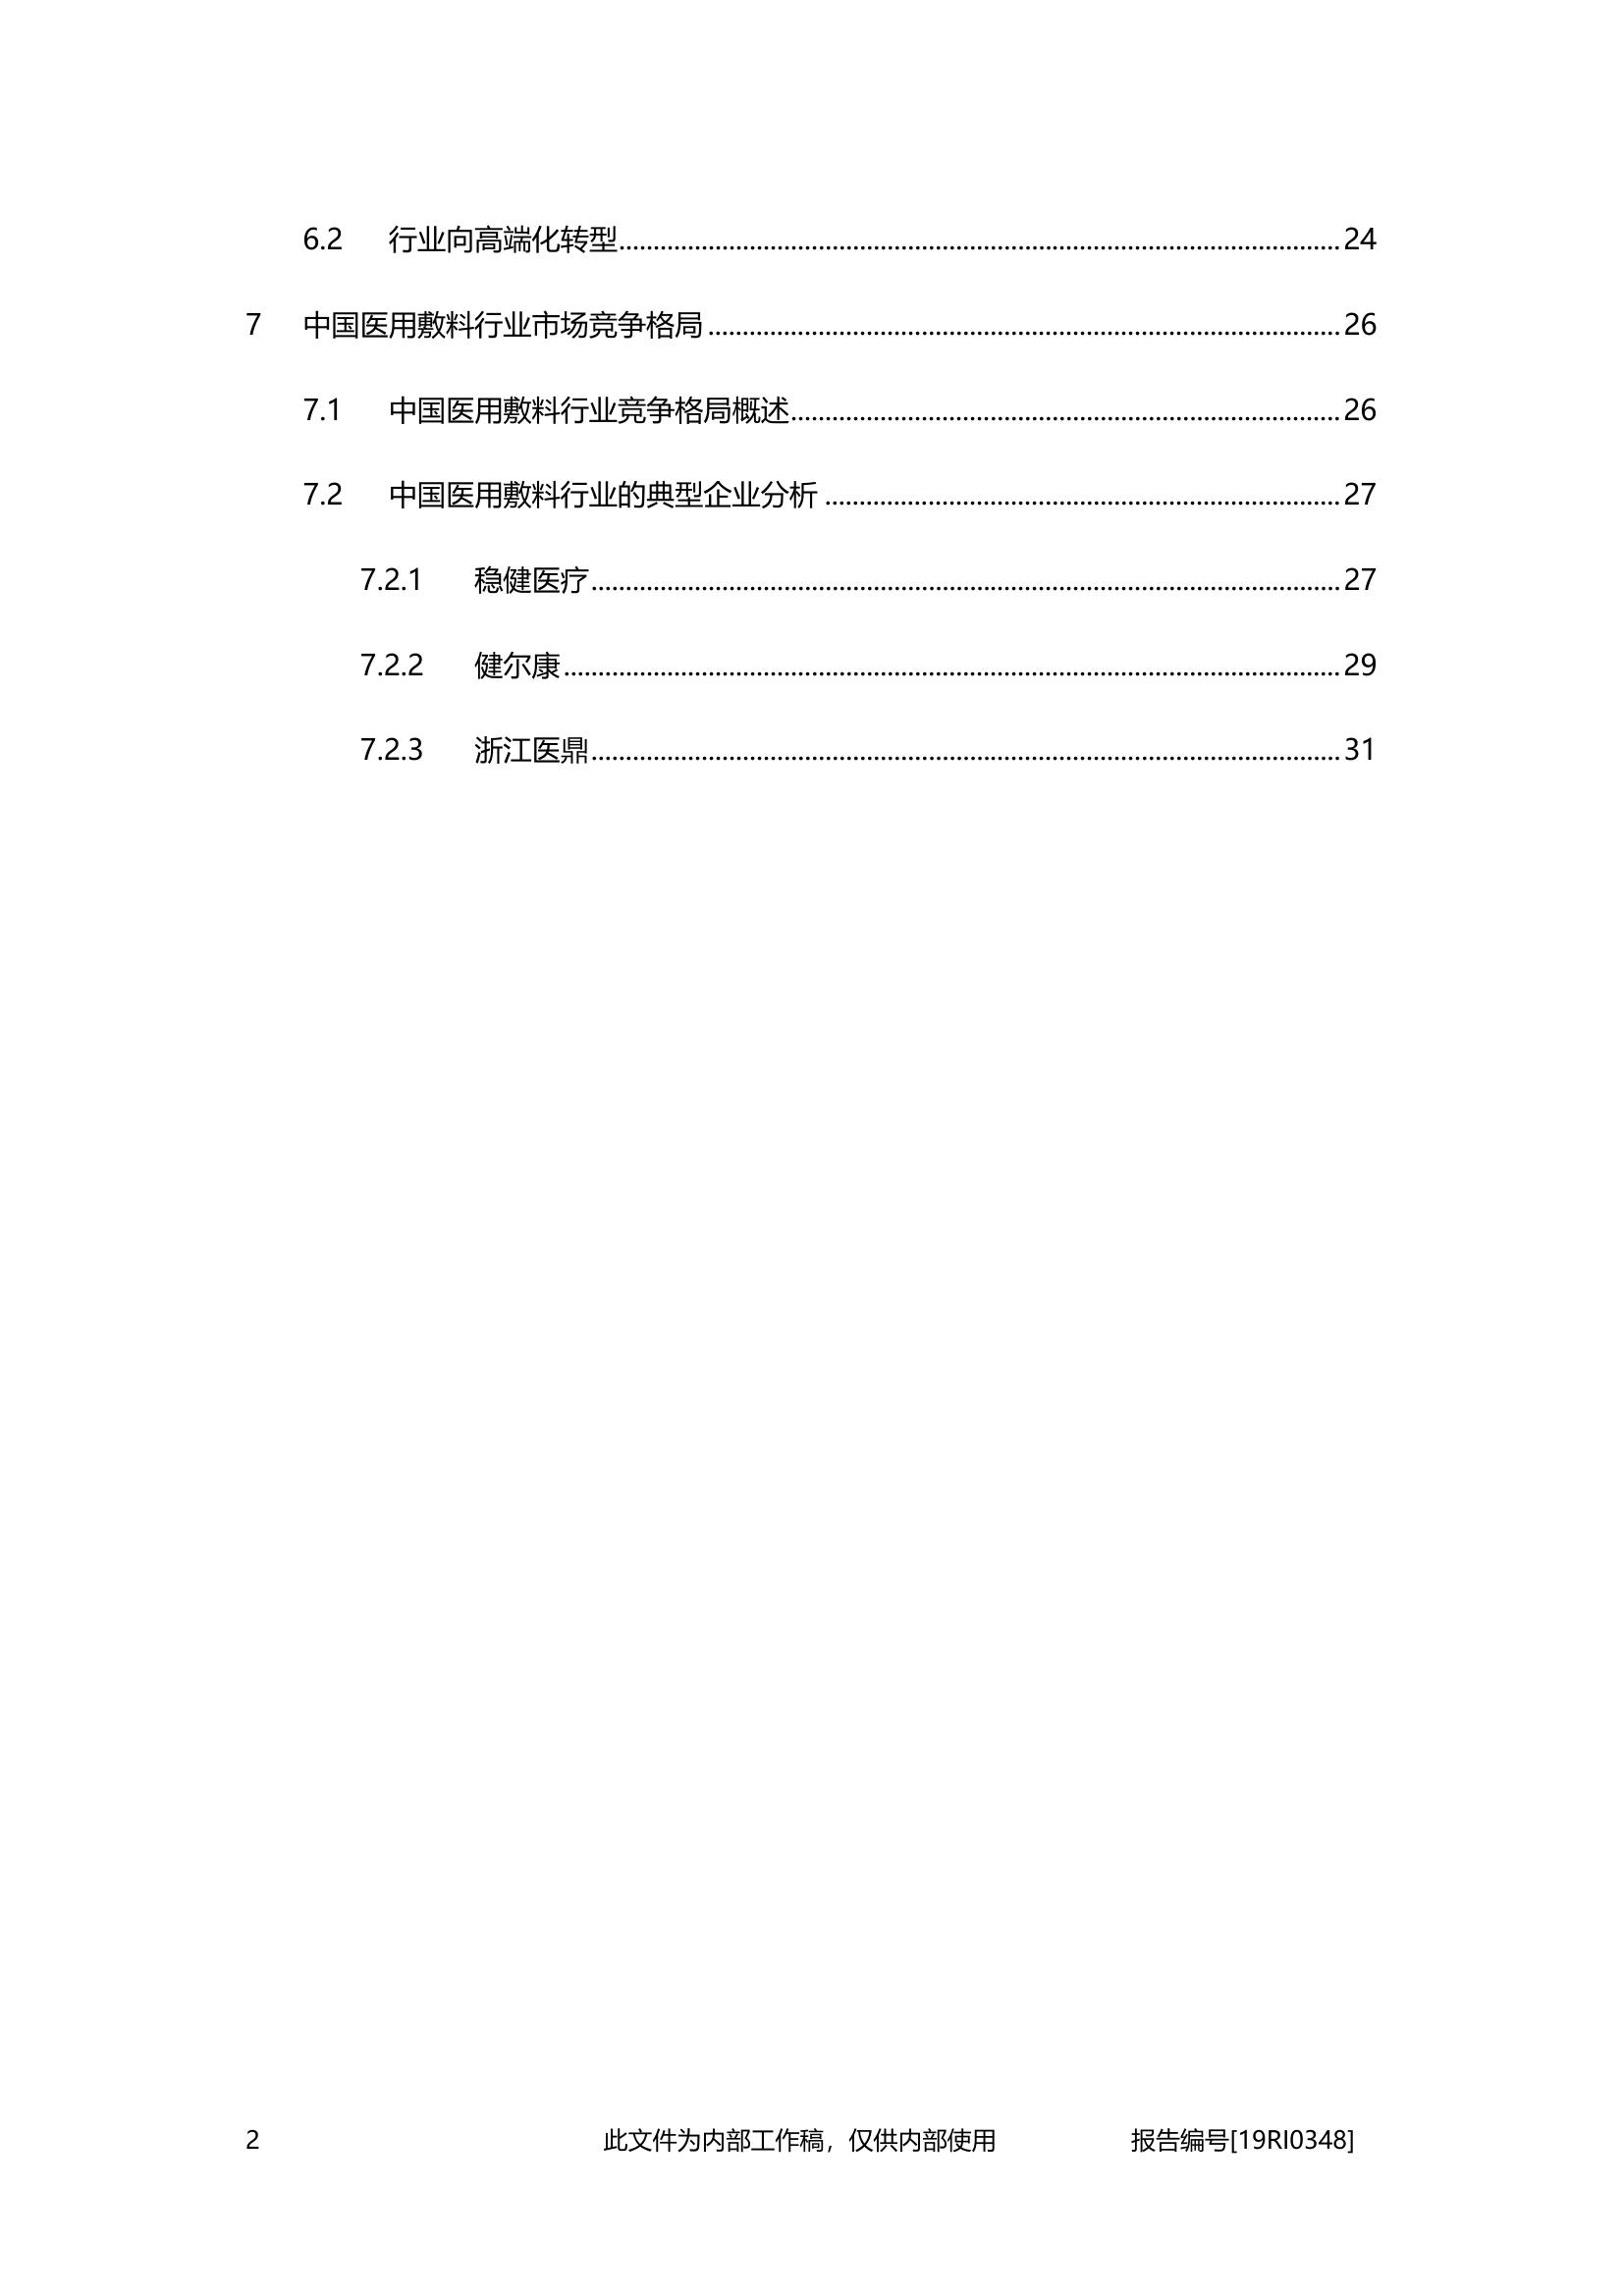 6.2 行业向高端化转型........................................................................................................ 24
7 中国医用敷料行业市场竞争格局........................................................................................... 26
7.1 中国医用敷料行业竞争格局概述............................................................................... 26
7.2 中国医用敷料行业的典型企业分析........................................................................... 27
7.2.1 稳健医疗............................................................................................................ 27
7.2.2 健尔康................................................................................................................ 29
7.2.3 浙江医鼎............................................................................................................ 31
2 此文件为内部工作稿，仅供内部使用 报告编号[19RI0348]